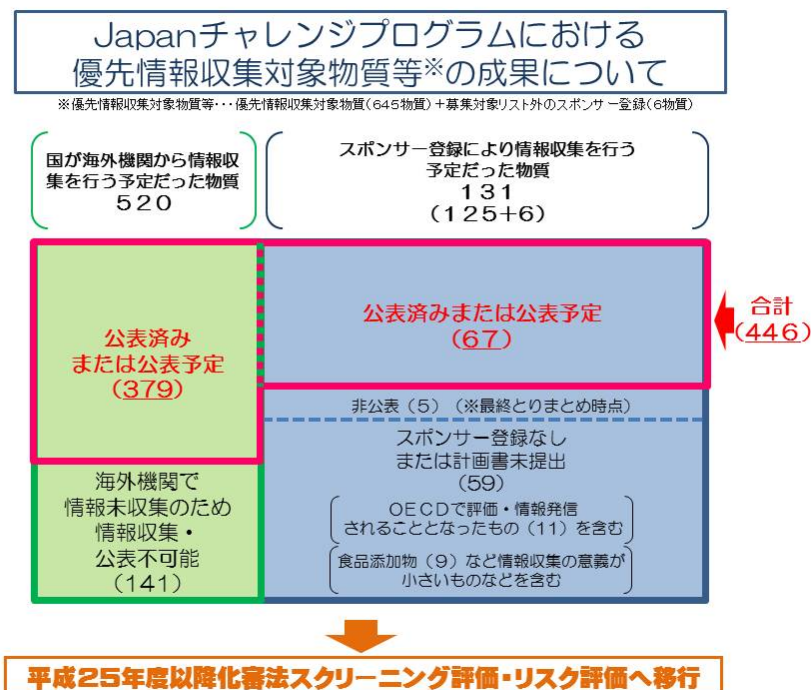 Japanチャレンジプログラムにおける
優先情報収集対象物質等※の成果について
※優先情報収集対象物質等・・・優先情報収集対象物質(645物質)+募集対象リスト外のスポンサー登録(6物質)
国が海外機関から情報収
集を行う予定だった物質
520
スポンサー登録により情報収集を行う
予定だった物質
131
(125+6)
公表済み
または公表予定
(379)
公表済みまたは公表予定
(67)
合計
(446)
非公表(5)(※最終とりまとめ時点)
スポンサー登録なし
または計画書未提出
(59)
OECDで評価・情報発信
されることとなったもの(11)を含む
食品添加物(9)など情報収集の意義が
小さいものなどを含む
海外機関で
情報未収集のため
情報収集・
公表不可能
(141)
平成25年度以降化審法スクリーニング評価・リスク評価へ移行